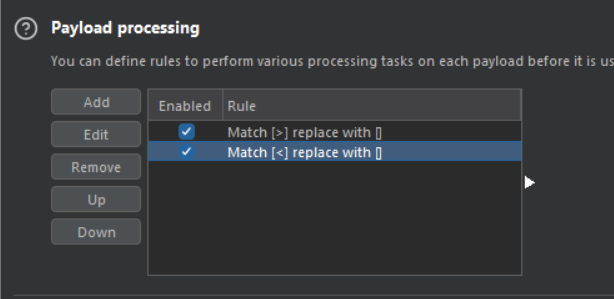 Payload processing
You can define rules to perform various processing tasks on each payload before it is us
Add
Edit
Remove
Up
Down
Enabled Rule
Match [>] replace with []
Match [<] replace with []